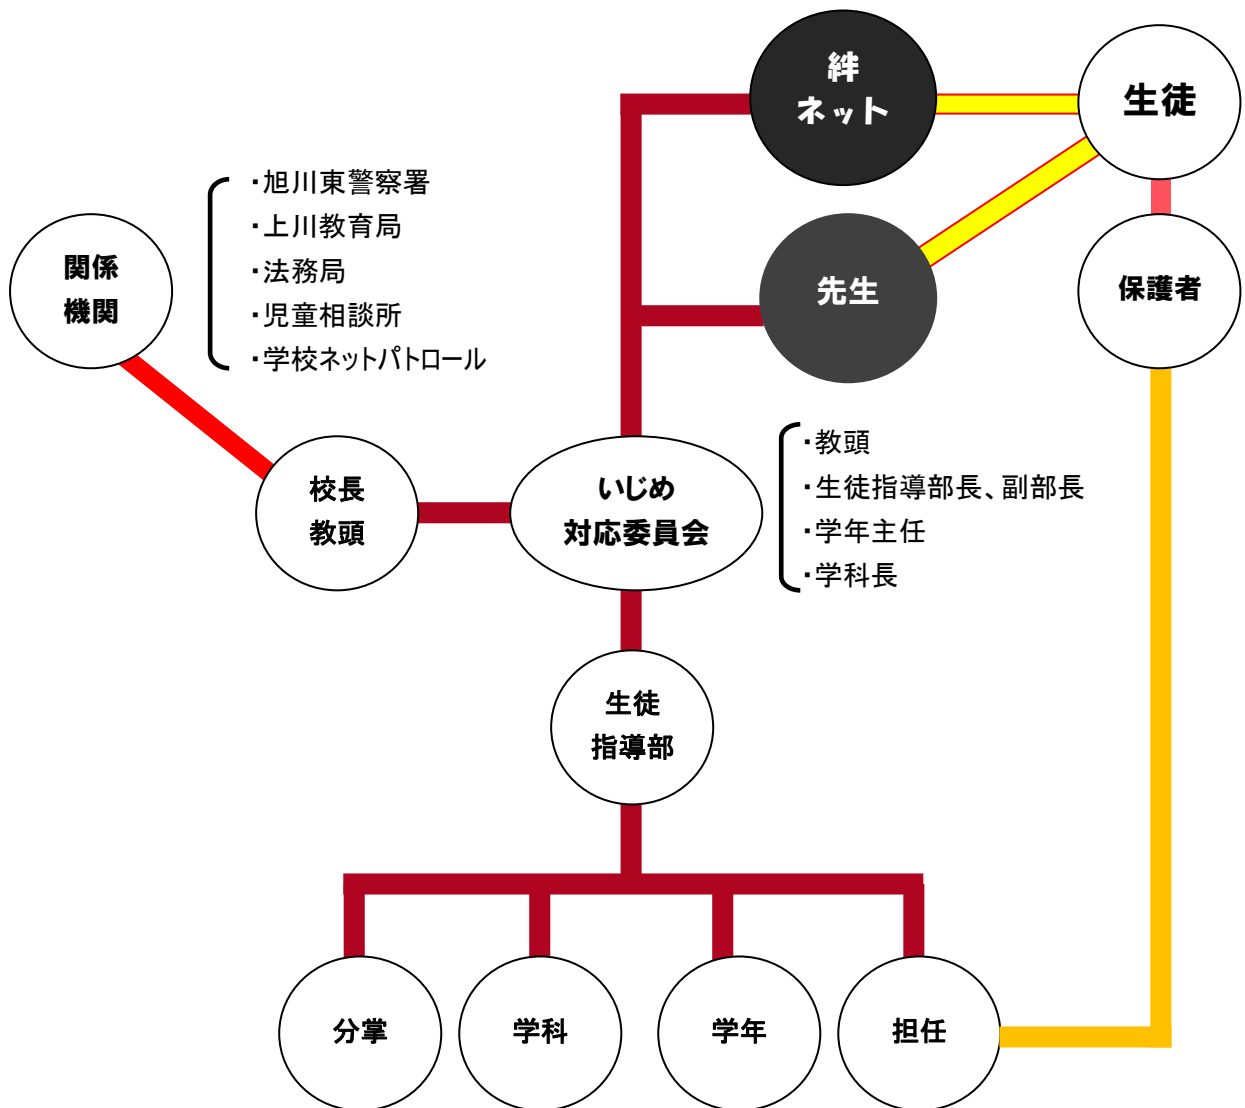 絆
ネット
生徒
・旭川東警察署
・上川教育局
・法務局
・児童相談所
・学校ネットパトロール
関係
機関
先生
保護者
校長
教頭
いじめ
対応委員会
・教頭
・生徒指導部長、副部長
・学年主任
・学科長
生徒
指導部
分掌
学科
学年
担任